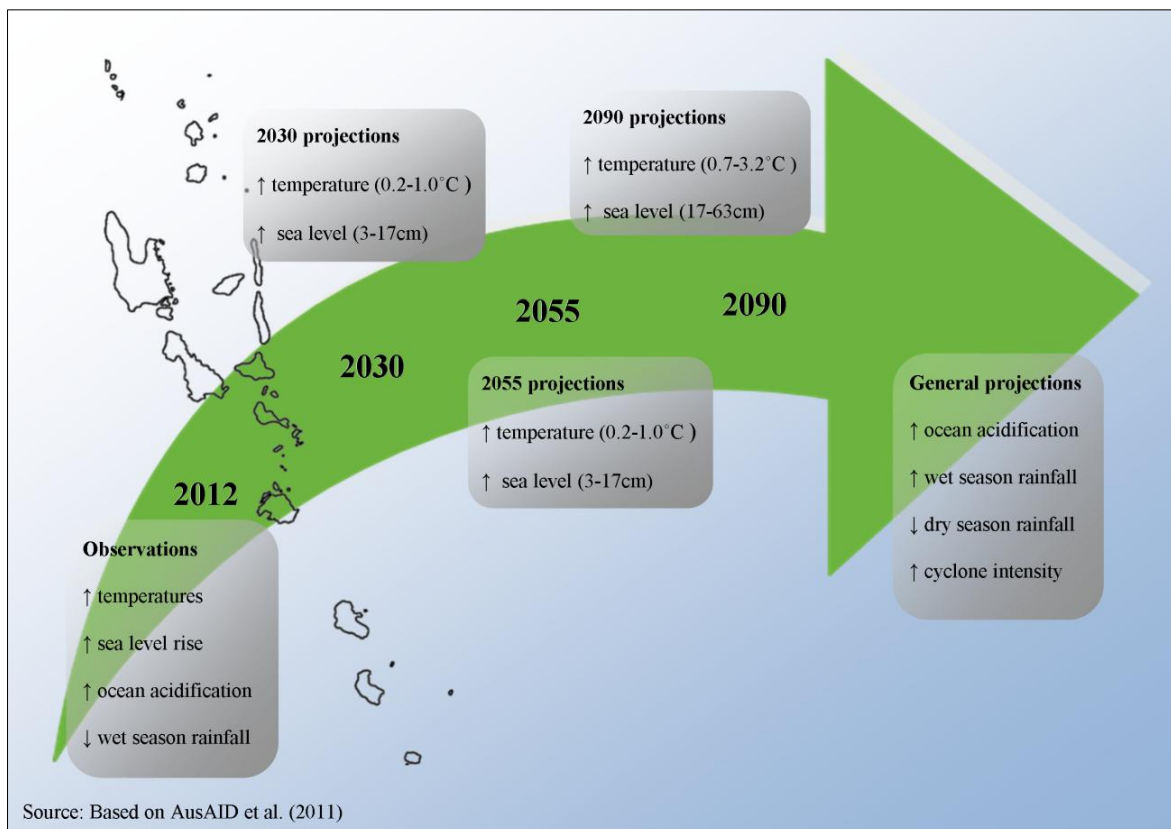 2030 projections
↑ temperature (0.2-1.0˚C )
↑ sea level (3-17cm)
2090 projections
↑ temperature (0.7-3.2˚C)
↑ sea level (17-63cm)
2012
2030
2055
2090
2055 projections
↑ temperature (0.2-1.0˚C )
↑ sea level (3-17cm)
General projections
↑ ocean acidification
↑ wet season rainfall
↓ dry season rainfall
↑ cyclone intensity
Observations
↑ temperatures
↑ sea level rise
↑ ocean acidification
↓ wet season rainfall
Source: Based on AusAID et al. (2011)